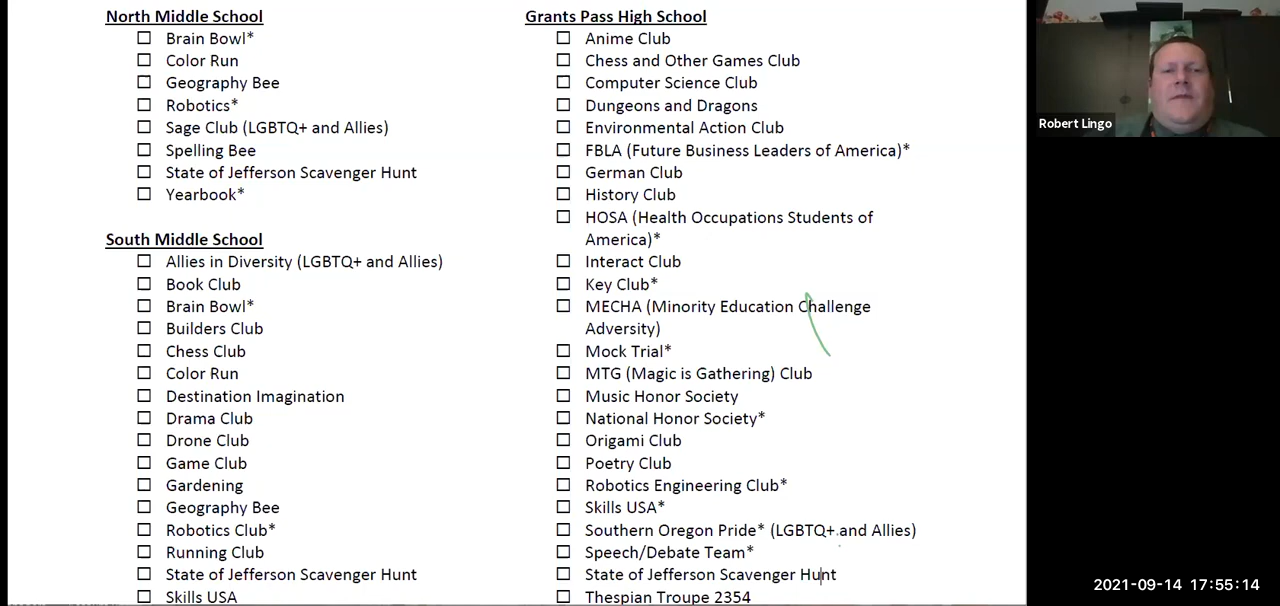 North Middle School
Brain Bowl*
Color Run
Geography Bee
Robotics*
Sage Club (LGBTQ+ and Allies)
Spelling Bee
State of Jefferson Scavenger Hunt
Yearbook*
South Middle School
Allies in Diversity (LGBTQ+ and Allies)
Book Club
Brain Bowl*
Builders Club
Chess Club
Color Run
Destination Imagination
Drama Club
Drone Club
Game Club
Gardening
Geography Bee
Robotics Club*
Running Club
State of Jefferson Scavenger Hunt
Skills USA
Grants Pass High School
Anime Club
Chess and Other Games Club
Computer Science Club
Dungeons and Dragons
Environmental Action Club
FBLA (Future Business Leaders of America)*
German Club
History Club
HOSA (Health Occupations Students of
America)*
Interact Club
Key Club*
MECHA (Minority Education Challenge
Adversity)
Mock Trial*
MTG (Magic is Gathering) Club
Music Honor Society
National Honor Society*
Origami Club
Poetry Club
Robotics Engineering Club*
Skills USA*
Southern Oregon Pride* (LGBTQ+ and Allies)
Speech/Debate Team*
State of Jefferson Scavenger Hunt
Thespian Troupe 2354
Robert Lingo
2021-09-14 17:55:14